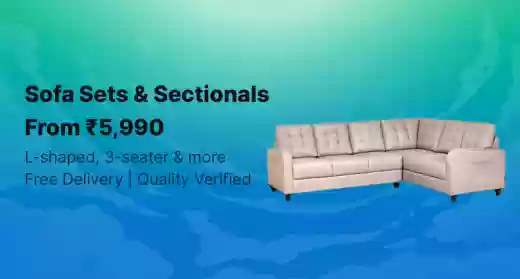 Sofa Sets & Sectionals
From ₹5,990
L-shaped, 3-seater & more
Free Delivery | Quality Verified